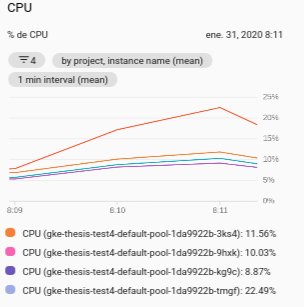 CPU
% de CPU ene. 31, 2020 8:11
4 by project, instance name (mean)
1 min interval (mean)
25%
20%
15%
10%
5%
0%
8:09 8:10 8:11
CPU (gke-thesis-test4-default-pool-1da9922b-3ks4): 11.56%
CPU (gke-thesis-test4-default-pool-1da9922b-9hxk): 10.03%
CPU (gke-thesis-test4-default-pool-1da9922b-kg9c): 8.87%
CPU (gke-thesis-test4-default-pool-1da9922b-tmgf): 22.49%